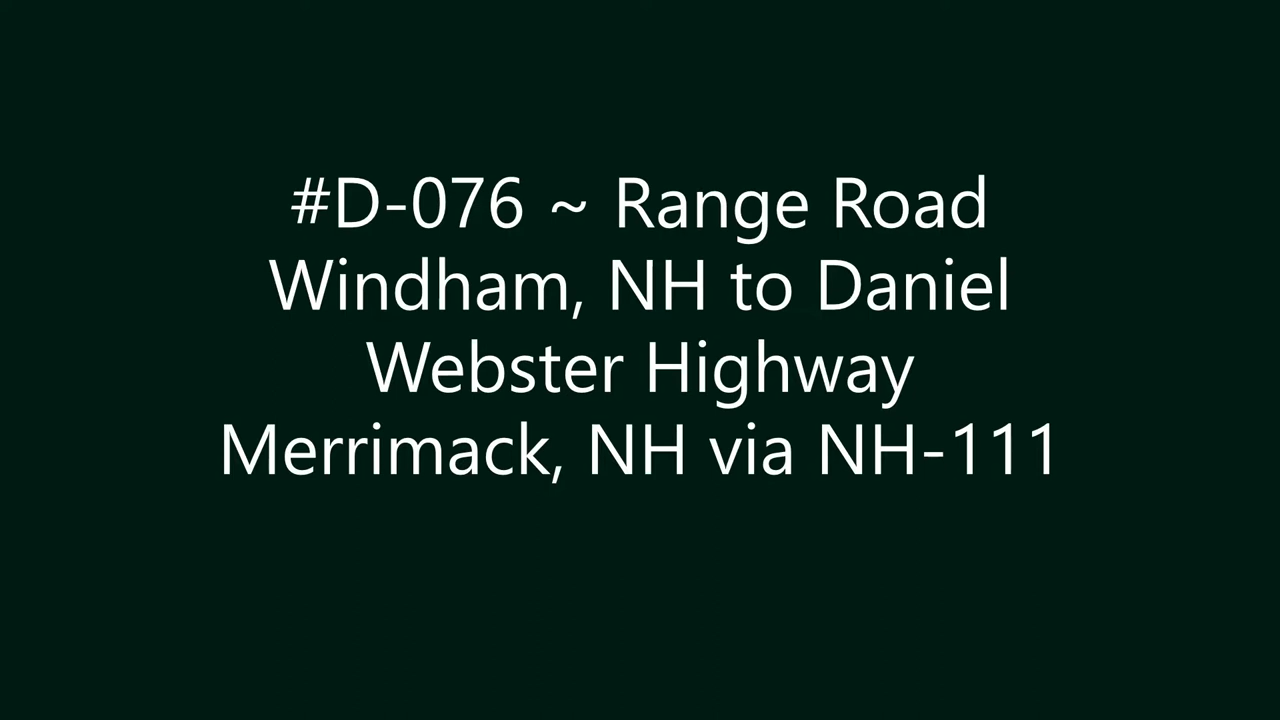 #D-076 ~ Range Road
Windham, NH to Daniel
Webster Highway
Merrimack, NH via NH-111